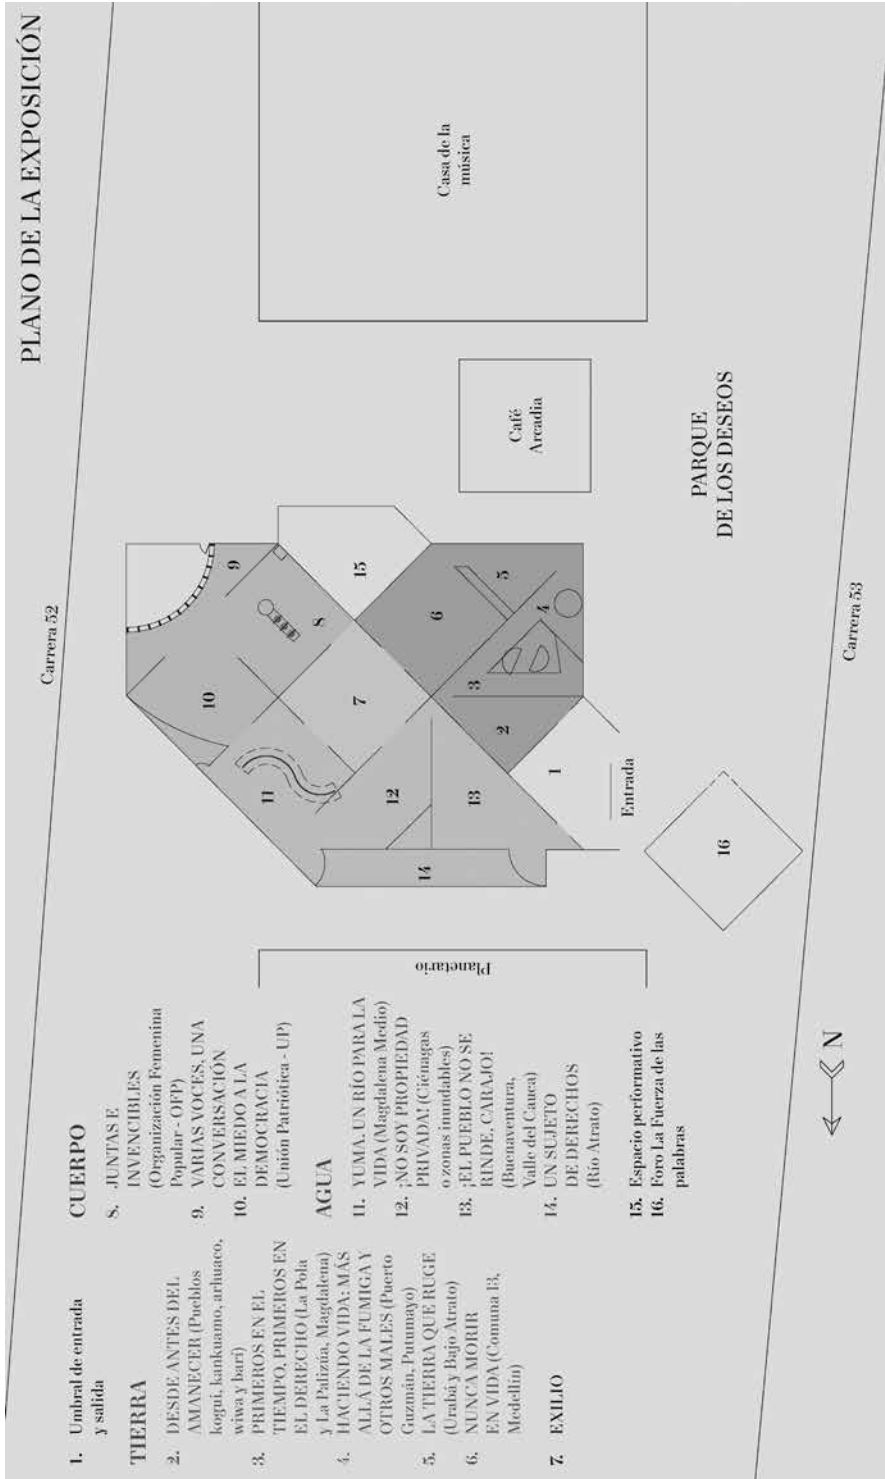 PLANO DE LA EXPOSICIÓN
1. Umbral de entrada
y salida
TIERRA
2. DESDE ANTES DEL
AMANECER (Pueblos
kogui, kankuamo, arhuaco,
wiwa y barí)
3. PRIMEROS EN EL
TIEMPO, PRIMEROS EN
EL DERECHO (La Pola
y La Palizúa, Magdalena)
4. HACIENDO VIDA: MÁS
ALLÁ DE LA FUMIGA Y
OTROS MALES (Puerto
Guzmán, Putumayo)
5. LA TIERRA QUE RUGE
(Urabá y Bajo Atrato)
6. NUNCA MORIR
EN VIDA (Comuna 13,
Medellín)
7. EXILIO
CUERPO
8. JUNTAS E
INVENCIBLES
(Organización Femenina
Popular - OFP)
9. VARIAS VOCES, UNA
CONVERSACIÓN
10. EL MIEDO A LA
DEMOCRACIA
(Unión Patriótica - UP)
AGUA
11. YUMA. UN RÍO PARA LA
VIDA (Magdalena Medio)
12. ¡NO SOY PROPIEDAD
PRIVADA! (Ciénagas
o zonas inundables)
13. ¡EL PUEBLO NO SE
RINDE, CARAJO!
(Buenaventura,
Valle del Cauca)
14. UN SUJETO
DE DERECHOS
(Río Atrato)
15. Espacio performativo
16. Foro La Fuerza de las
palabras
Carrera 52
Planetario
10
9
8
11
7
15
12
6
14
13
2
3
4
5
1
Entrada
16
Café
Arcadia
Casa de la
música
PARQUE
DE LOS DESEOS
Carrera 53
N